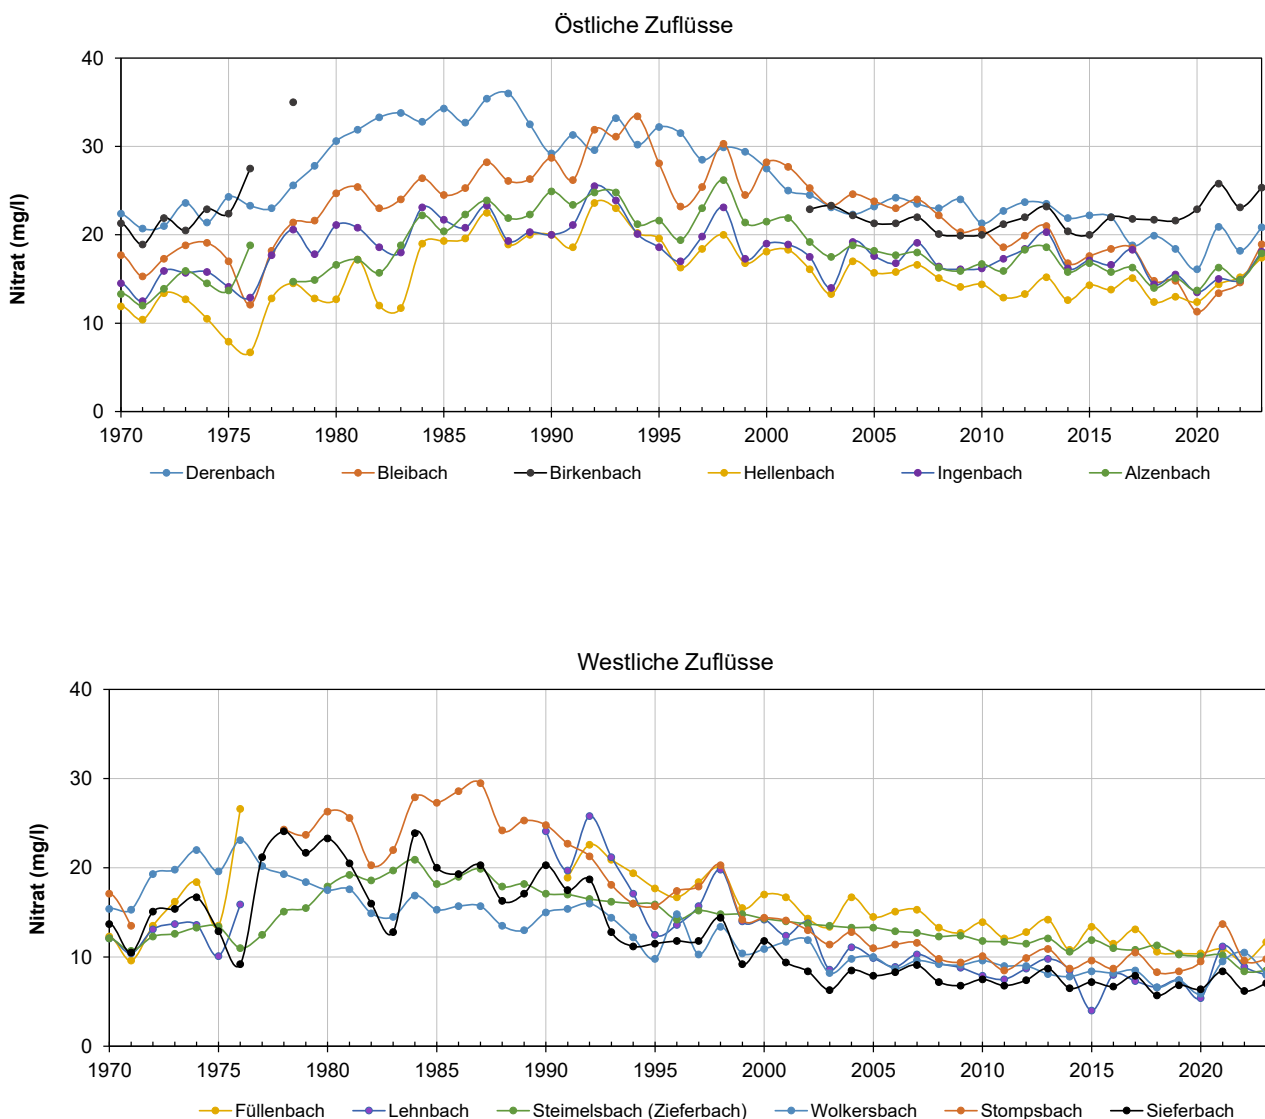 Östliche Zuflüsse
Nitrat (mg/l)
40
30
20
10
0
1970 1975 1980 1985 1990 1995 2000 2005 2010 2015 2020
Derenbach Bleibach Birkenbach Hellenbach Ingenbach Alzenbach
Westliche Zuflüsse
Nitrat (mg/l)
40
30
20
10
0
1970 1975 1980 1985 1990 1995 2000 2005 2010 2015 2020
Füllenbach Lehnbach Steimelsbach (Zieferbach) Wolkersbach Stompsbach Sieferbach